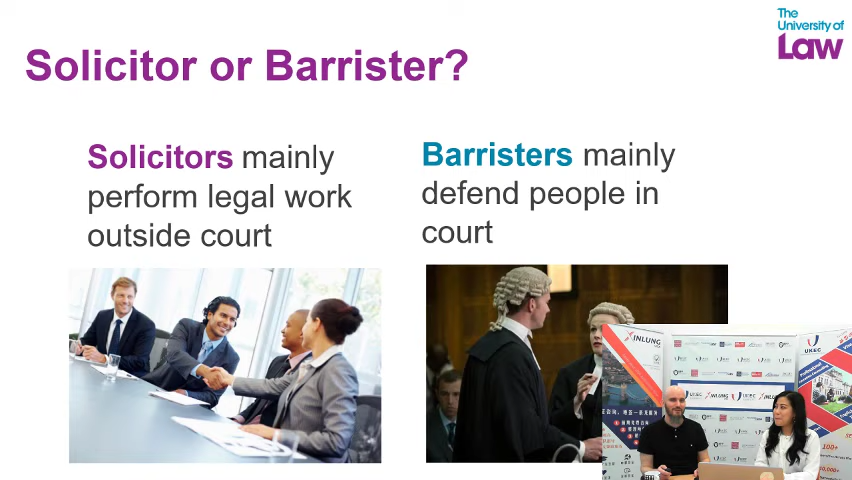 The
University of
Law
Solicitor or Barrister?
Solicitors mainly
perform legal work
outside court
Barristers mainly
defend people in
court
XINLUNG
UKEC